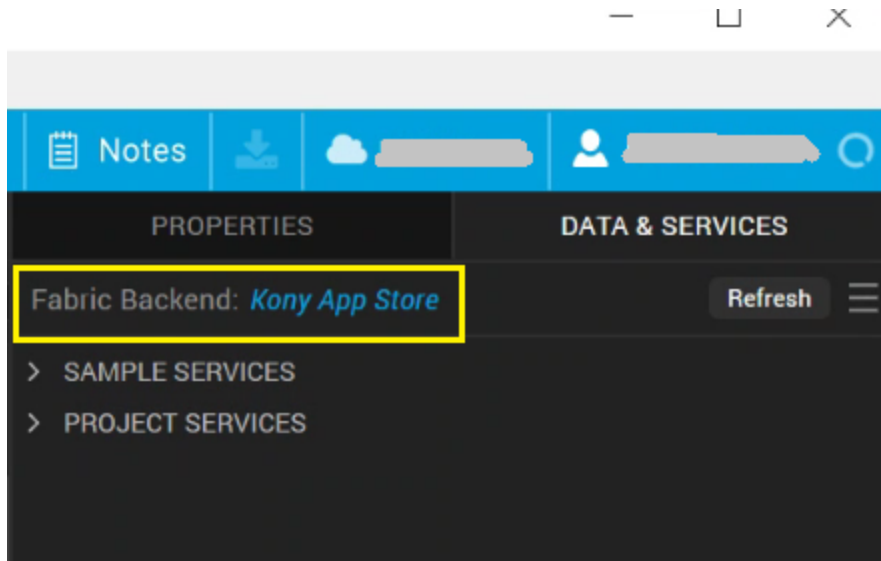 Notes
PROPERTIES DATA & SERVICES
Fabric Backend: Kony App Store Refresh
SAMPLE SERVICES
PROJECT SERVICES